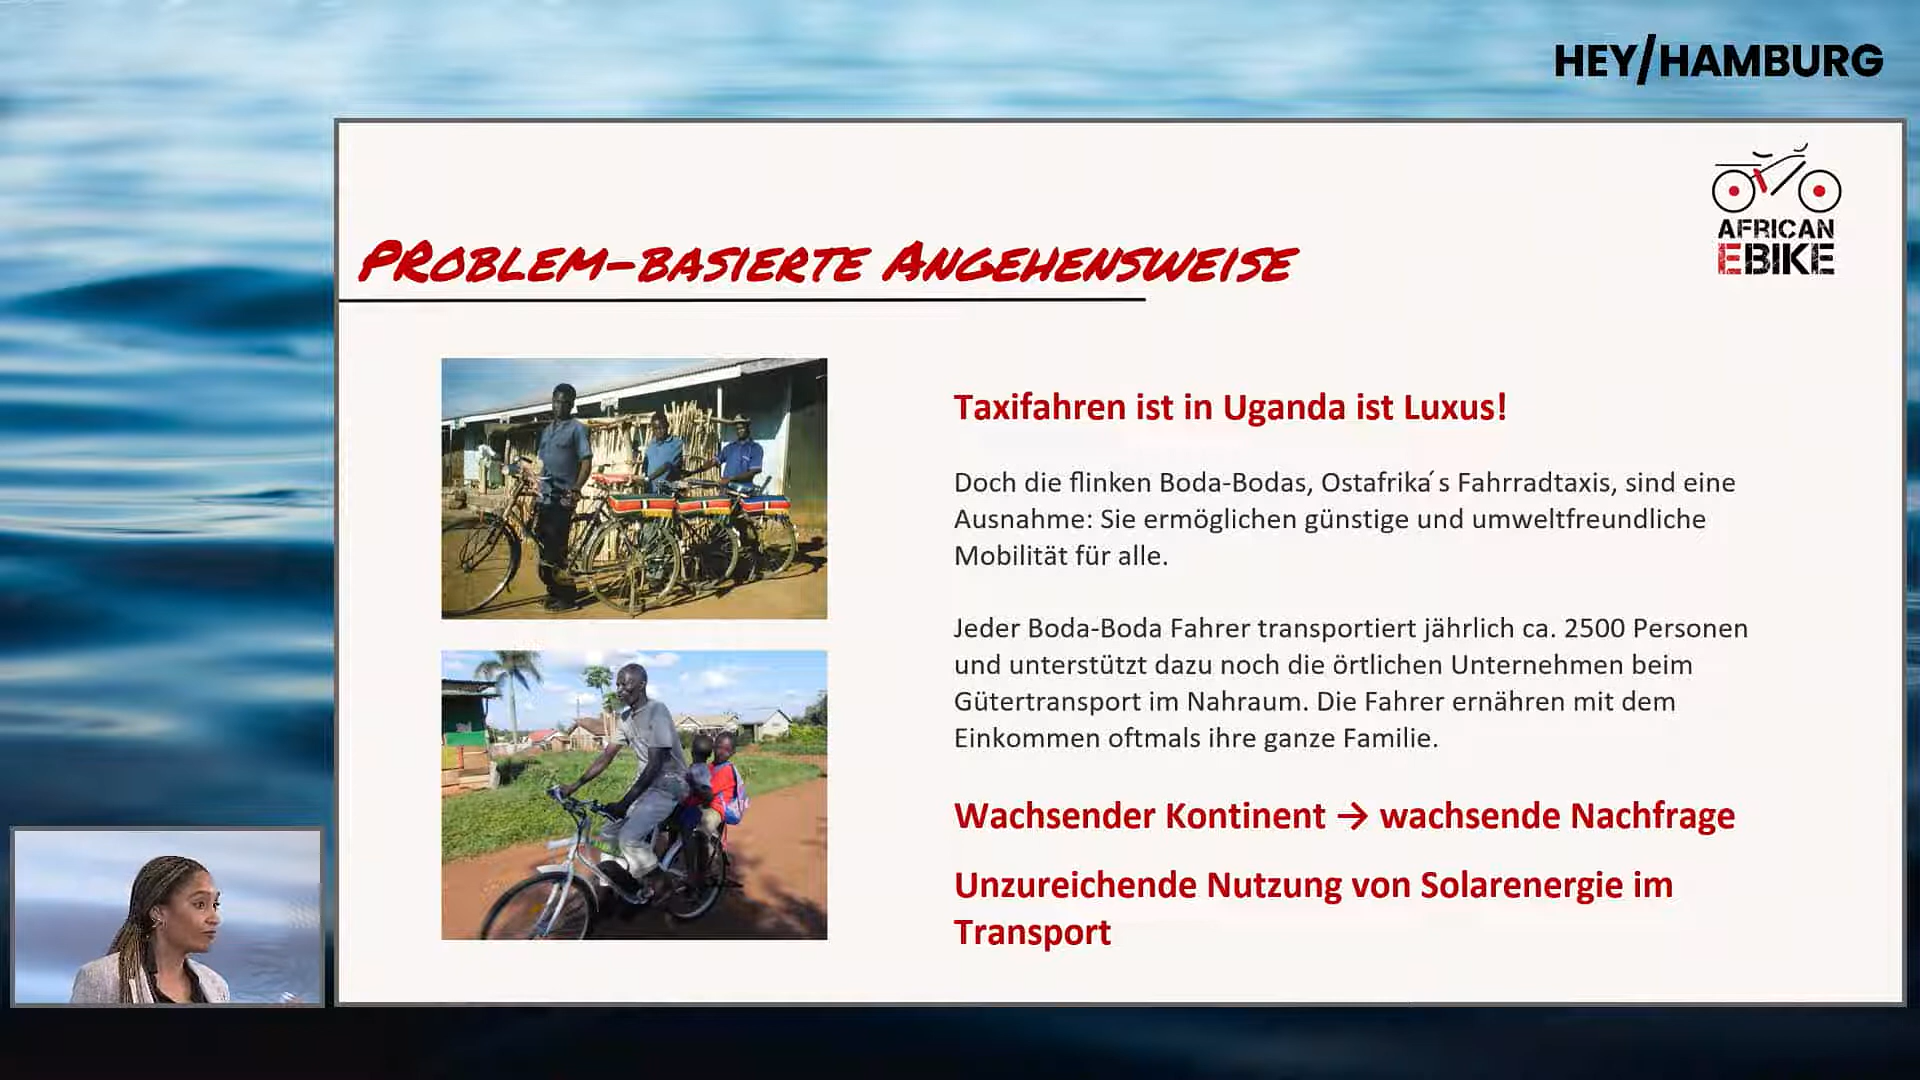 HEY/HAMBURG
AFRICAN
EBIKE
PROBLEM-BASIERTE ANGEHENSWEISE
Taxifahren ist in Uganda ist Luxus!
Doch die flinken Boda-Bodas, Ostafrika´s Fahrradtaxis, sind eine
Ausnahme: Sie ermöglichen günstige und umweltfreundliche
Mobilität für alle.
Jeder Boda-Boda Fahrer transportiert jährlich ca. 2500 Personen
und unterstützt dazu noch die örtlichen Unternehmen beim
Gütertransport im Nahraum. Die Fahrer ernähren mit dem
Einkommen oftmals ihre ganze Familie.
Wachsender Kontinent → wachsende Nachfrage
Unzureichende Nutzung von Solarenergie im
Transport